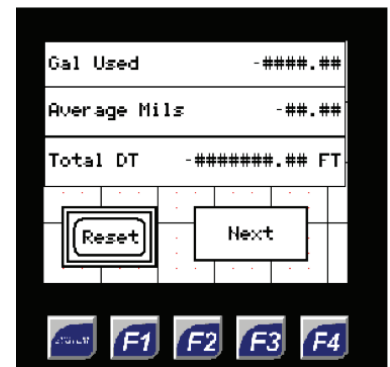 Gal Used -####.##
Average Mils -##.##
Total DT -#######.## FT
Reset Next
F1 F2 F3 F4